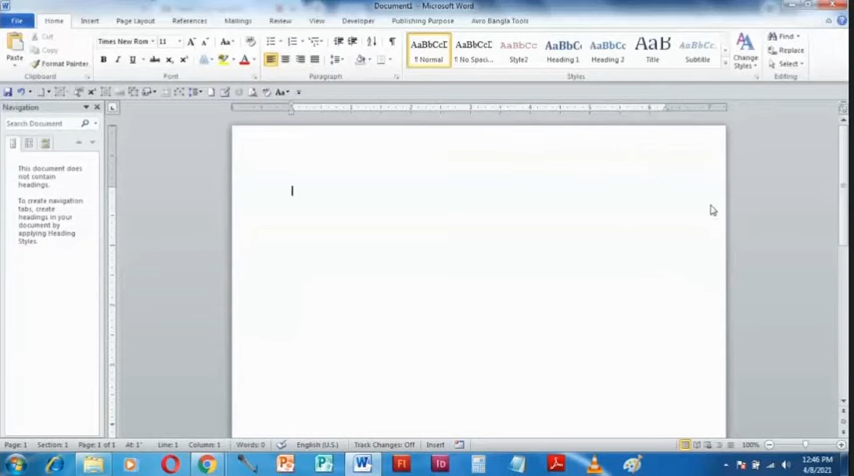 Document1 - Microsoft Word
File Home Insert Page Layout References Mailings Review View Developer Publishing Purpose Avro Bangla Tools
Paste
Cut
Copy
Format Painter
Clipboard
Times New Rom 11
Font
Paragraph
AaBbCcI AaBbCcI AaBbCcI AaBbCc AaBbCc AaB AaBbCcI
¶ Normal ¶ No Spaci... Style2 Heading 1 Heading 2 Title Subtitle
Change Styles
Styles
Find
Replace
Select
Editing
Navigation
Search Document
This document does
not contain
headings.
To create navigation
tabs, create
headings in your
document by
applying Heading
Styles.
Page: 1 Section: 1 Page: 1 of 1 At: 1" Line: 1 Column: 1 Words: 0 English (U.S.) Track Changes: Off Insert 100%
12:46 PM
4/8/2021